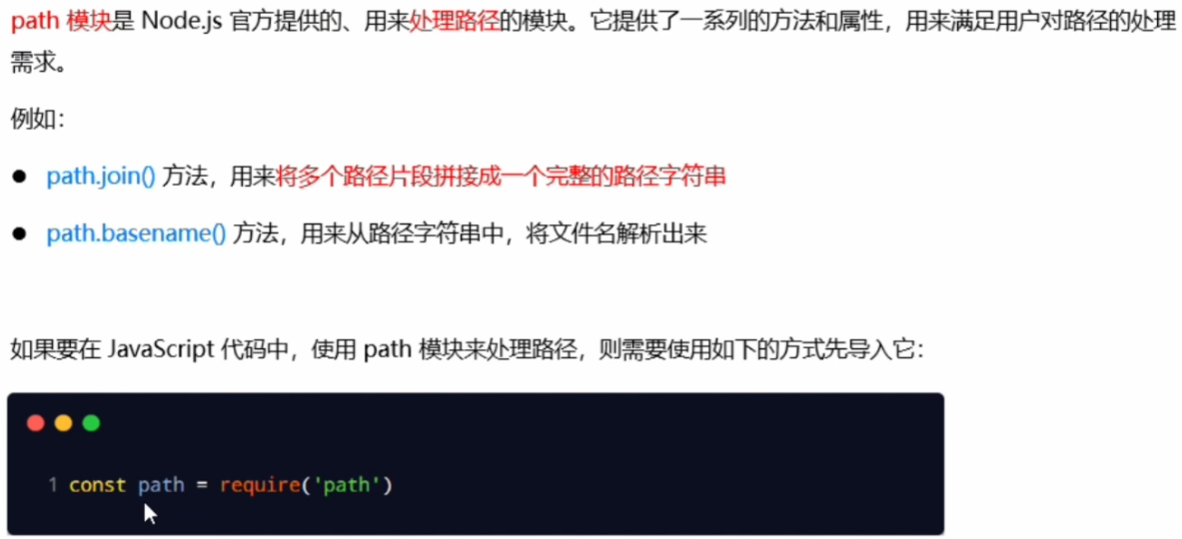 path 模块是 Node.js 官方提供的、用来处理路径的模块。它提供了一系列的方法和属性，用来满足用户对路径的处理
需求。
例如：
● path.join() 方法，用来将多个路径片段拼接成一个完整的路径字符串
● path.basename() 方法，用来从路径字符串中，将文件名解析出来
如果要在 JavaScript 代码中，使用 path 模块来处理路径，则需要使用如下的方式先导入它：
1 const path = require('path')